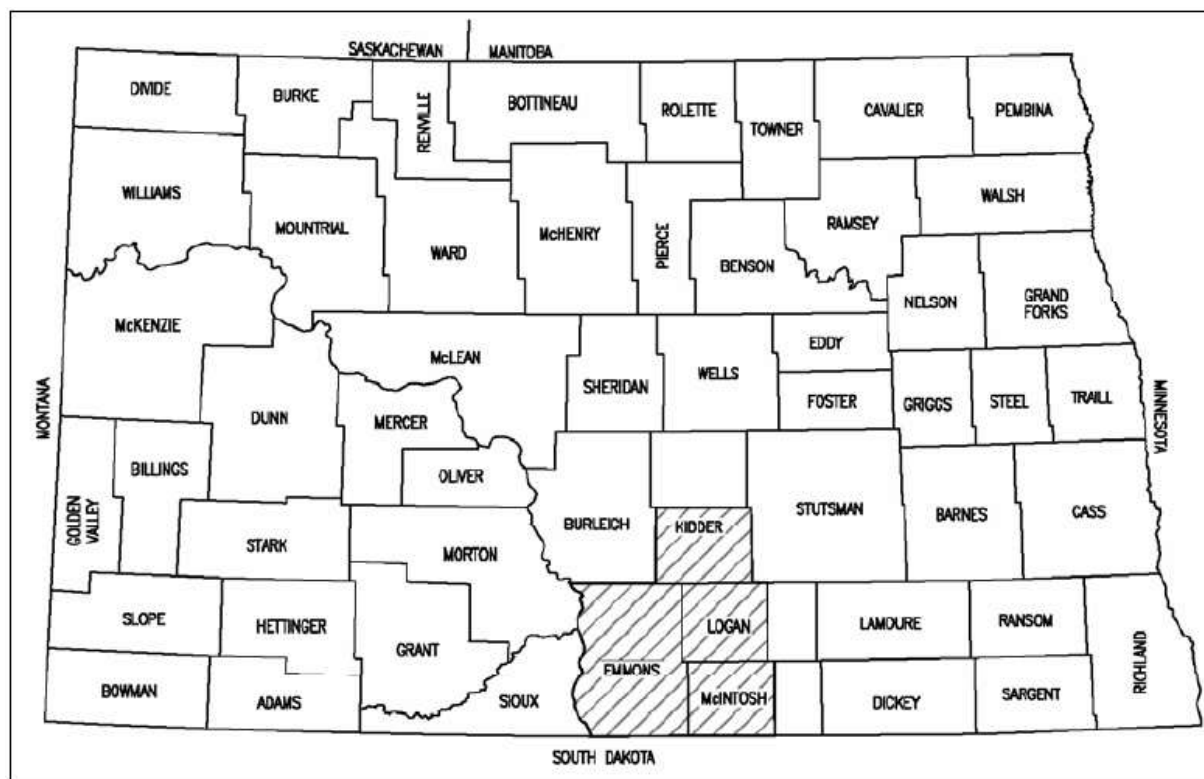 SASKACHEWAN MANITOBA
DIVIDE
BURKE
RENVILLE
BOTTINEAU
ROLETTE
TOWNER
CAVALIER
PEMBINA
WILLIAMS
MOUNTRIAL
WARD
McHENRY
PIERCE
BENSON
RAMSEY
WALSH
McKENZIE
NELSON
GRAND
FORKS
DUNN
McLEAN
MERCER
OLIVER
SHERIDAN
WELLS
EDDY
FOSTER
GRIGGS
STEEL
TRAILL
MONTANA
MINNESOTA
GOLDEN
VALLEY
BILLINGS
STARK
MORTON
BURLEICH
KIDDER
STUTSMAN
BARNES
CASS
SLOPE
HETTINGER
GRANT
EMMONS
LOGAN
LAMOURE
RANSOM
RICHLAND
BOWMAN
ADAMS
SIOUX
McINTOSH
DICKEY
SARGENT
SOUTH DAKOTA